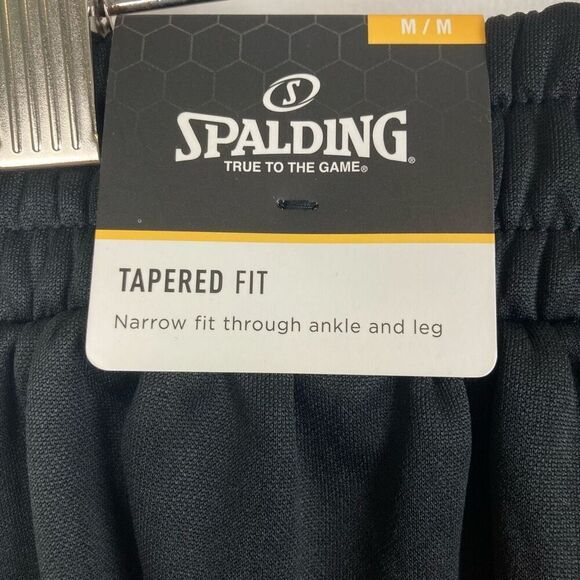 M / M
S
SPALDING®
TRUE TO THE GAME®
TAPERED FIT
Narrow fit through ankle and leg